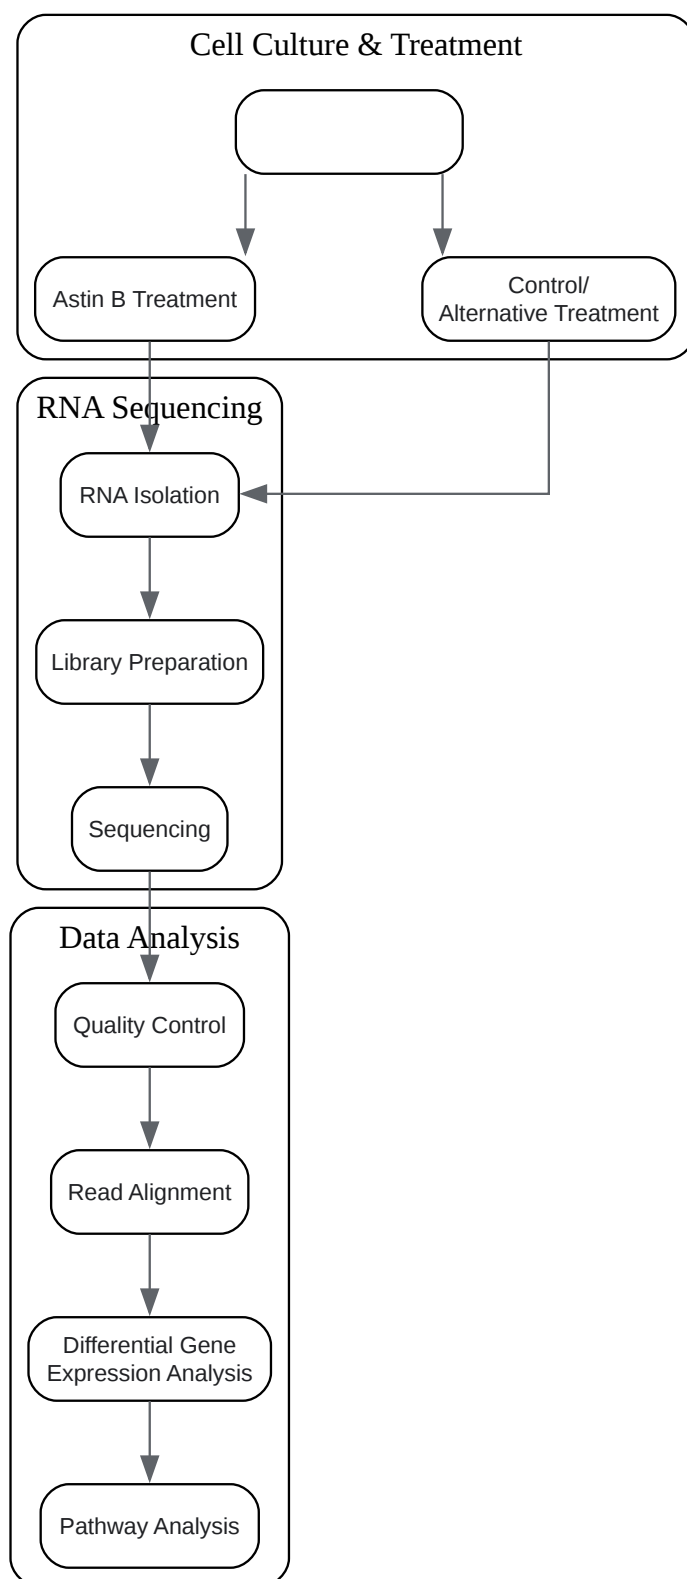 Cell Culture & Treatment
Astin B Treatment
Control/
Alternative Treatment
RNA Sequencing
RNA Isolation
Library Preparation
Sequencing
Data Analysis
Quality Control
Read Alignment
Differential Gene
Expression Analysis
Pathway Analysis